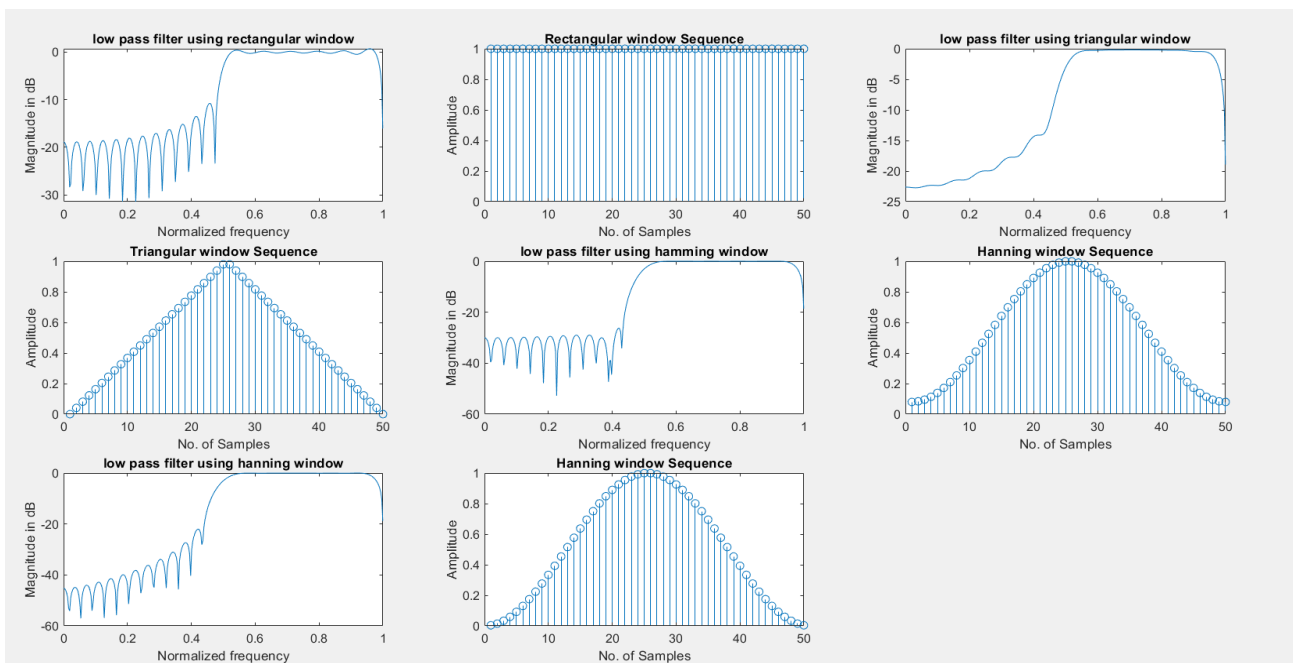 low pass filter using rectangular window
Magnitude in dB
0
-10
-20
-30
0 0.2 0.4 0.6 0.8 1
Normalized frequency
Rectangular window Sequence
Amplitude
1
0.8
0.6
0.4
0.2
0
0 10 20 30 40 50
No. of Samples
low pass filter using triangular window
Magnitude in dB
0
-5
-10
-15
-20
-25
0 0.2 0.4 0.6 0.8 1
Normalized frequency
Triangular window Sequence
Amplitude
1
0.8
0.6
0.4
0.2
0
0 10 20 30 40 50
No. of Samples
low pass filter using hamming window
Magnitude in dB
0
-20
-40
-60
0 0.2 0.4 0.6 0.8 1
Normalized frequency
Hanning window Sequence
Amplitude
1
0.8
0.6
0.4
0.2
0
0 10 20 30 40 50
No. of Samples
low pass filter using hanning window
Magnitude in dB
0
-20
-40
-60
0 0.2 0.4 0.6 0.8 1
Normalized frequency
Hanning window Sequence
Amplitude
1
0.8
0.6
0.4
0.2
0
0 10 20 30 40 50
No. of Samples